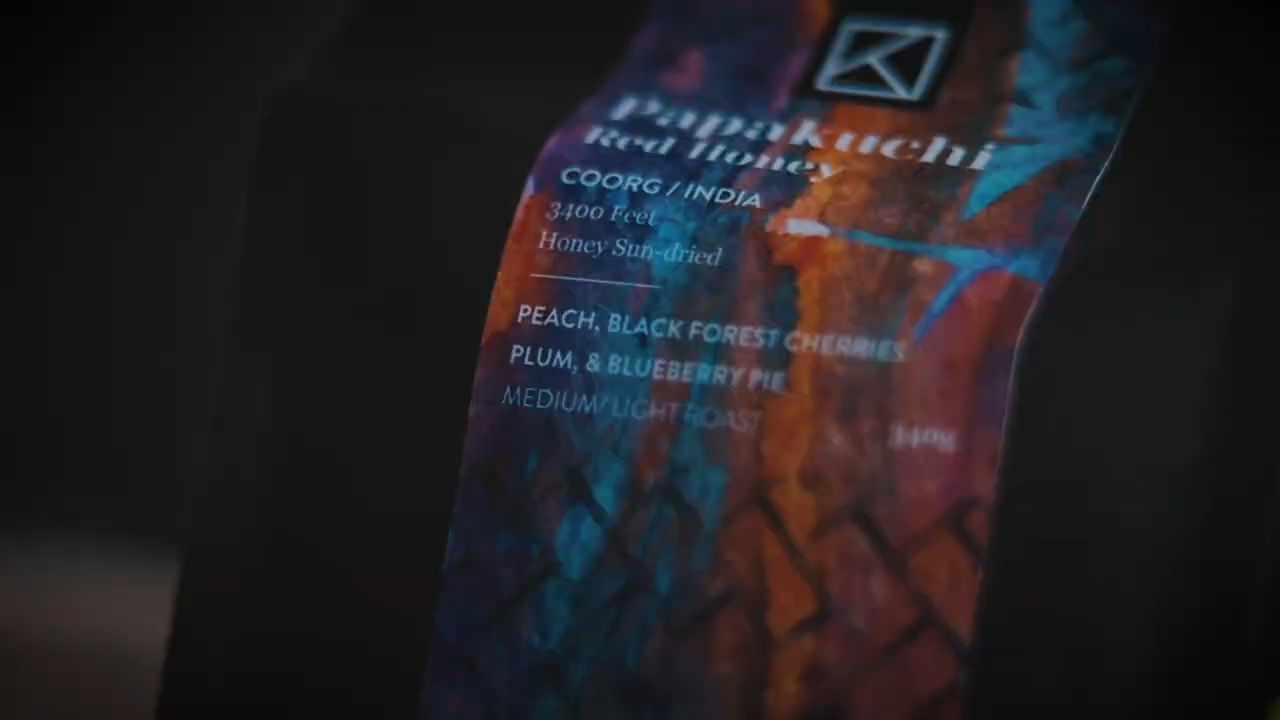 Papakuchi
Red Honey
COORG / INDIA
3400 Feet
Honey Sun-dried
PEACH, BLACK FOREST CHERRIES
PLUM, & BLUEBERRY PIE
MEDIUM/ LIGHT ROAST
340g